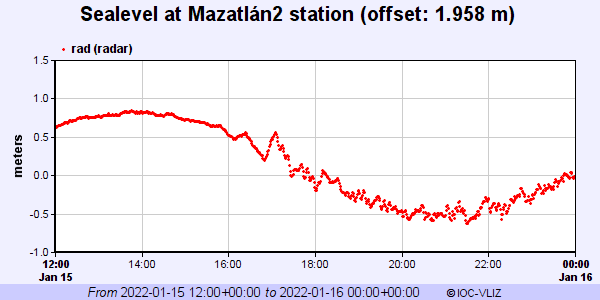 Sealevel at Mazatlán2 station (offset: 1.958 m)
rad (radar)
1.5
1.0
0.5
0.0
-0.5
-1.0
meters
12:00 14:00 16:00 18:00 20:00 22:00 00:00
Jan 15 Jan 16
From 2022-01-15 12:00+00:00 to 2022-01-16 00:00+00:00 © IOC-VLIZ